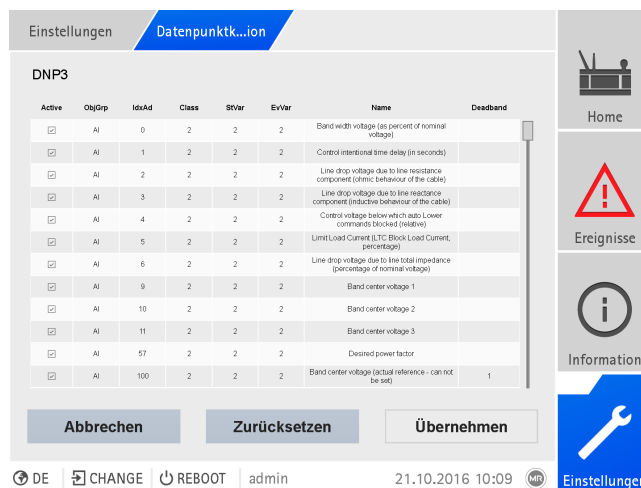 Einstellungen Datenpunktk...ion
DNP3
Active ObjGrp IdxAd Class StVar EvVar Name Deadband
AI 0 2 2 2 Band width voltage (as percent of nominal
voltage)
AI 1 2 2 2 Control intentional time delay (in seconds)
AI 2 2 2 2 Line drop voltage due to line resistance
component (ohmic behaviour of the cable)
AI 3 2 2 2 Line drop voltage due to line reactance
component (inductive behaviour of the cable)
AI 4 2 2 2 Control voltage below which auto Lower
commands blocked (relative)
AI 5 2 2 2 Limit Load Current (LTC Block Load Current,
percentage)
AI 6 2 2 2 Line drop voltage due to line total impedance
(percentage of nominal voltage)
AI 9 2 2 2 Band center voltage 1
AI 10 2 2 2 Band center voltage 2
AI 11 2 2 2 Band center voltage 3
AI 57 2 2 2 Desired power factor
AI 100 2 2 2 Band center voltage (actual reference - can not
be set) 1
Abbrechen Zurücksetzen Übernehmen
DE CHANGE REBOOT admin 21.10.2016 10:09 MR
Home
Ereignisse
Information
Einstellungen